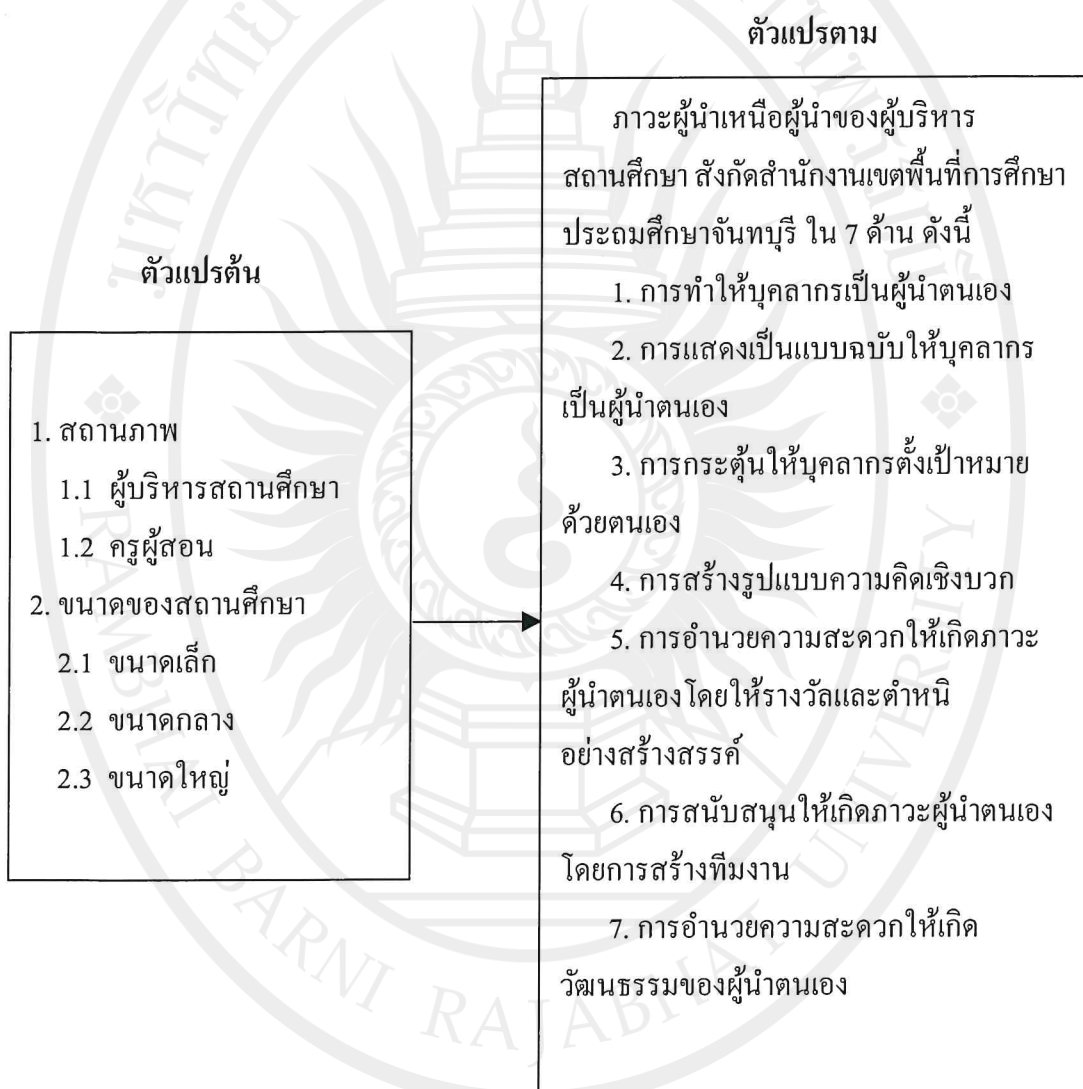 ตัวแปรตาม
ภาวะผู้นำเหนือผู้นำของผู้บริหาร
สถานศึกษา สังกัดสำนักงานเขตพื้นที่การศึกษา
ประถมศึกษาจันทบุรี ใน 7 ด้าน ดังนี้
1. การทำให้บุคลากรเป็นผู้นำตนเอง
2. การแสดงเป็นแบบฉบับให้บุคลากร
เป็นผู้นำตนเอง
3. การกระตุ้นให้บุคลากรตั้งเป้าหมาย
ด้วยตนเอง
4. การสร้างรูปแบบความคิดเชิงบวก
5. การอำนวยความสะดวกให้เกิดภาวะ
ผู้นำตนเองโดยให้รางวัลและตำหนิ
อย่างสร้างสรรค์
6. การสนับสนุนให้เกิดภาวะผู้นำตนเอง
โดยการสร้างทีมงาน
7. การอำนวยความสะดวกให้เกิด
วัฒนธรรมของผู้นำตนเอง
ตัวแปรต้น
1. สถานภาพ
1.1 ผู้บริหารสถานศึกษา
1.2 ครูผู้สอน
2. ขนาดของสถานศึกษา
2.1 ขนาดเล็ก
2.2 ขนาดกลาง
2.3 ขนาดใหญ่
RAMBHAI BARNI RAJABHAT UNIVERSITY